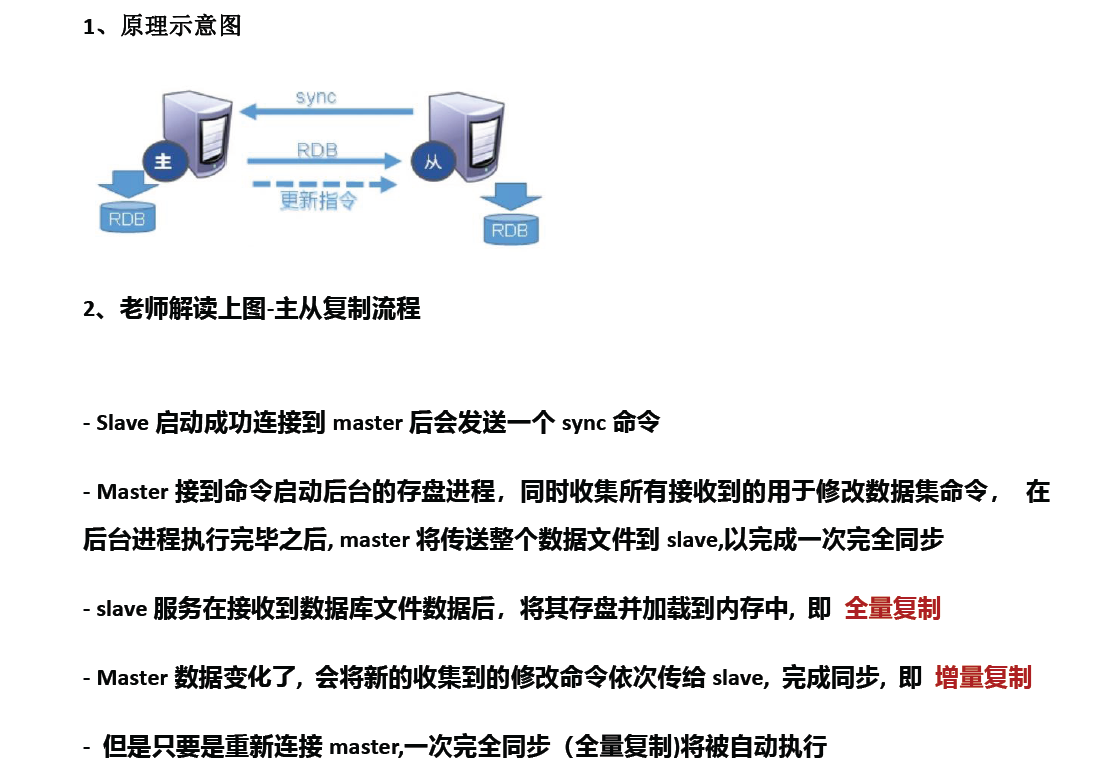 1、原理示意图
sync
主
RDB
从
更新指令
RDB
RDB
2、老师解读上图-主从复制流程
- Slave 启动成功连接到 master 后会发送一个 sync 命令
- Master 接到命令启动后台的存盘进程，同时收集所有接收到的用于修改数据集命令， 在
后台进程执行完毕之后, master 将传送整个数据文件到 slave,以完成一次完全同步
- slave 服务在接收到数据库文件数据后，将其存盘并加载到内存中, 即 全量复制
- Master 数据变化了, 会将新的收集到的修改命令依次传给 slave, 完成同步, 即 增量复制
- 但是只要是重新连接 master,一次完全同步（全量复制)将被自动执行